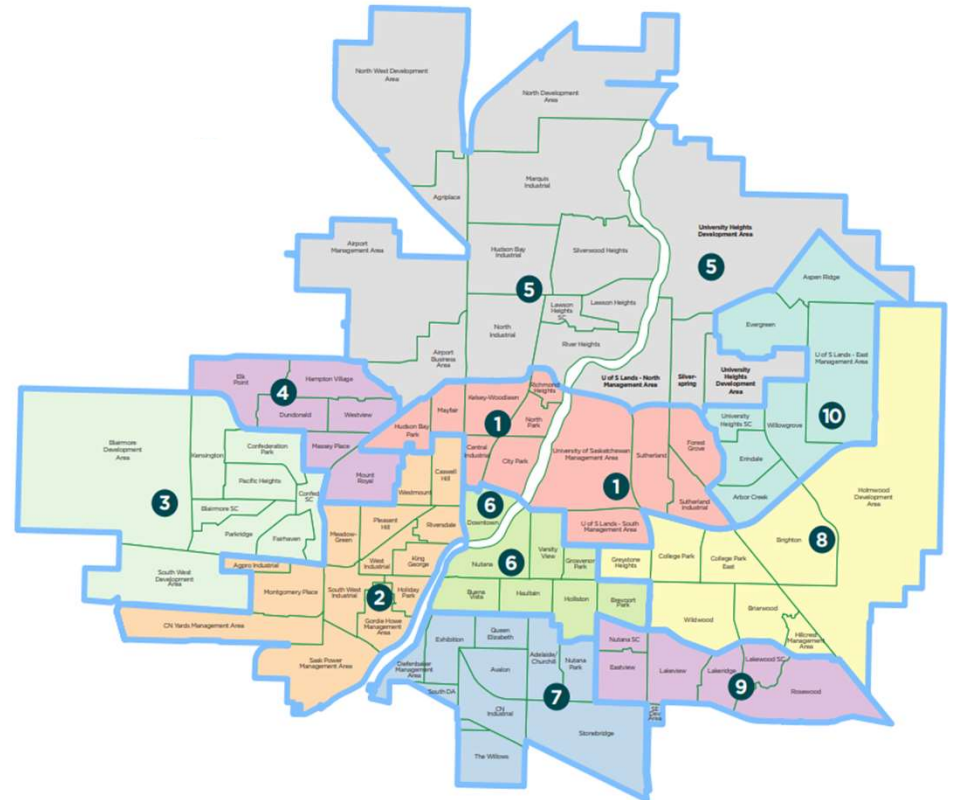 North West Development
Area
North Development
Area
Marquis
Industrial
Agriplace
University Heights
Development Area
Airport
Management Area
Hudson Bay
Industrial
Silverwood Heights
5
5
Aspen Ridge
Lawson
Heights
SC
Lawson Heights
North
Industrial
Evergreen
River Heights
Airport
Business
Area
U of S Lands - East
Management Area
Elk
Point
Hampton Village
4
Richmond
Heights
U of S Lands - North
Management Area
Silver-
spring
University
Heights
Development
Area
Kelsey-Woodlawn
Dundonald
Westview
Mayfair
1
North
Park
University
Heights SC
Willowgrove
10
Hudson Bay
Park
Blairmore
Development
Area
Kensington
Confederation
Park
Massey Place
Central
Industrial
City Park
University of Saskatchewan
Management Area
Sutherland
Forest
Grove
Erindale
Pacific Heights
Mount
Royal
Caswell
Hill
Westmount
Confed
SC
1
Arbor Creek
Holmwood
Development
Area
3
Blairmore SC
6
Downtown
Sutherland
Industrial
Parkridge
Fairhaven
Meadow-
Green
Pleasant
Hill
Riversdale
U of S Lands - South
Management Area
Brighton
8
Varsity
View
Grosvenor
Park
Greystone
Heights
College Park
College Park
East
Agpro Industrial
West
Industrial
King
George
Nutana
6
South West
Development
Area
Montgomery Place
South West
Industrial
2
Holiday
Park
Buena
Vista
Haultain
Holliston
Brevoort
Park
Briarwood
CN Yards Management Area
Gordie Howe
Management
Area
Wildwood
Hillcrest
Management
Area
Exhibition
Queen
Elizabeth
Nutana SC
Sask Power
Management Area
Diefenbaker
Management
Area
Avalon
Adelaide/
Churchill
Nutana
Park
Eastview
Lakeview
Lakeridge
Lakewood SC
9
Rosewood
South DA
7
CN
Industrial
SE
Dev
Area
Stonebridge
The Willows